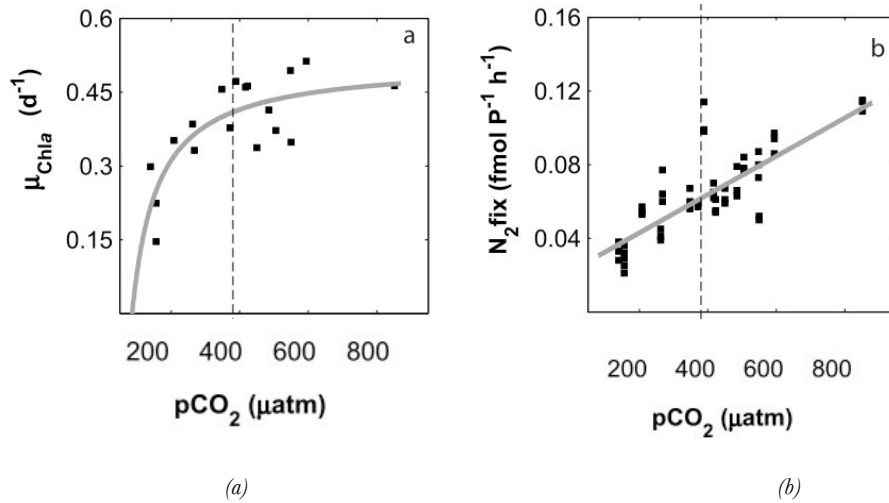 a
μChla (d⁻¹)
0.6
0.45
0.3
0.15
200 400 600 800
pCO₂ (μatm)
(a)
b
N₂fix (fmol P⁻¹ h⁻¹)
0.16
0.12
0.08
0.04
200 400 600 800
pCO₂ (μatm)
(b)